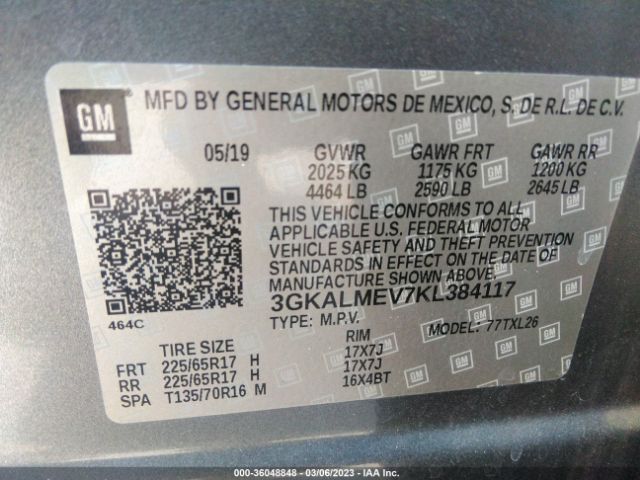 GM
MFD BY GENERAL MOTORS DE MEXICO, S. DE R.L. DE C.V.
05/19 GVWR GAWR FRT GAWR RR
2025 KG 1175 KG 1200 KG
4464 LB 2590 LB 2645 LB
THIS VEHICLE CONFORMS TO ALL
APPLICABLE U.S. FEDERAL MOTOR
VEHICLE SAFETY AND THEFT PREVENTION
STANDARDS IN EFFECT ON THE DATE OF
MANUFACTURE SHOWN ABOVE.
3GKALMEV7KL384117
464C TYPE: M.P.V. MODEL: 77TXL26
TIRE SIZE RIM
FRT 225/65R17 H 17X7J
RR 225/65R17 H 17X7J
SPA T135/70R16 M 16X4BT
000-36048848 - 03/06/2023 - IAA Inc.